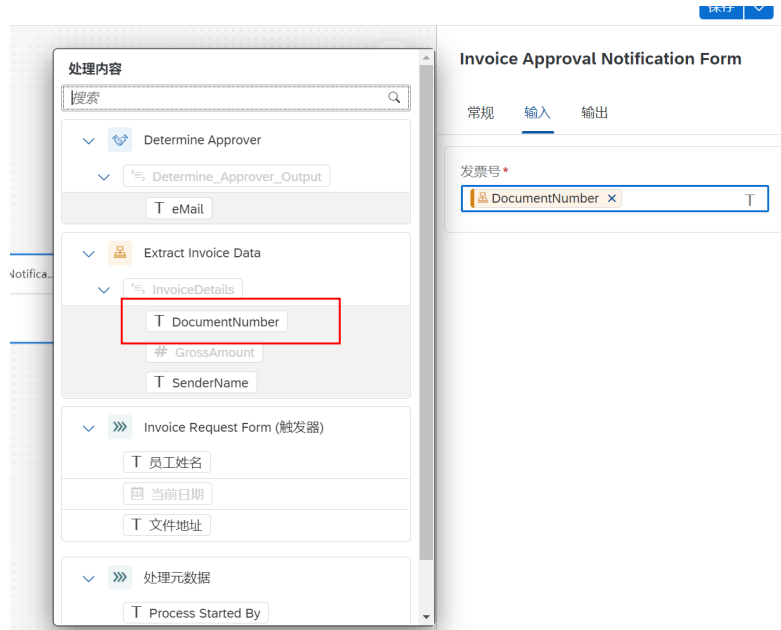 保存
处理内容
搜索
Determine Approver
Determine_Approver_Output
T eMail
Extract Invoice Data
InvoiceDetails
T DocumentNumber
# GrossAmount
T SenderName
Invoice Request Form (触发器)
T 员工姓名
当前日期
T 文件地址
处理元数据
T Process Started By
Notifica...
Invoice Approval Notification Form
常规 输入 输出
发票号*
DocumentNumber × T